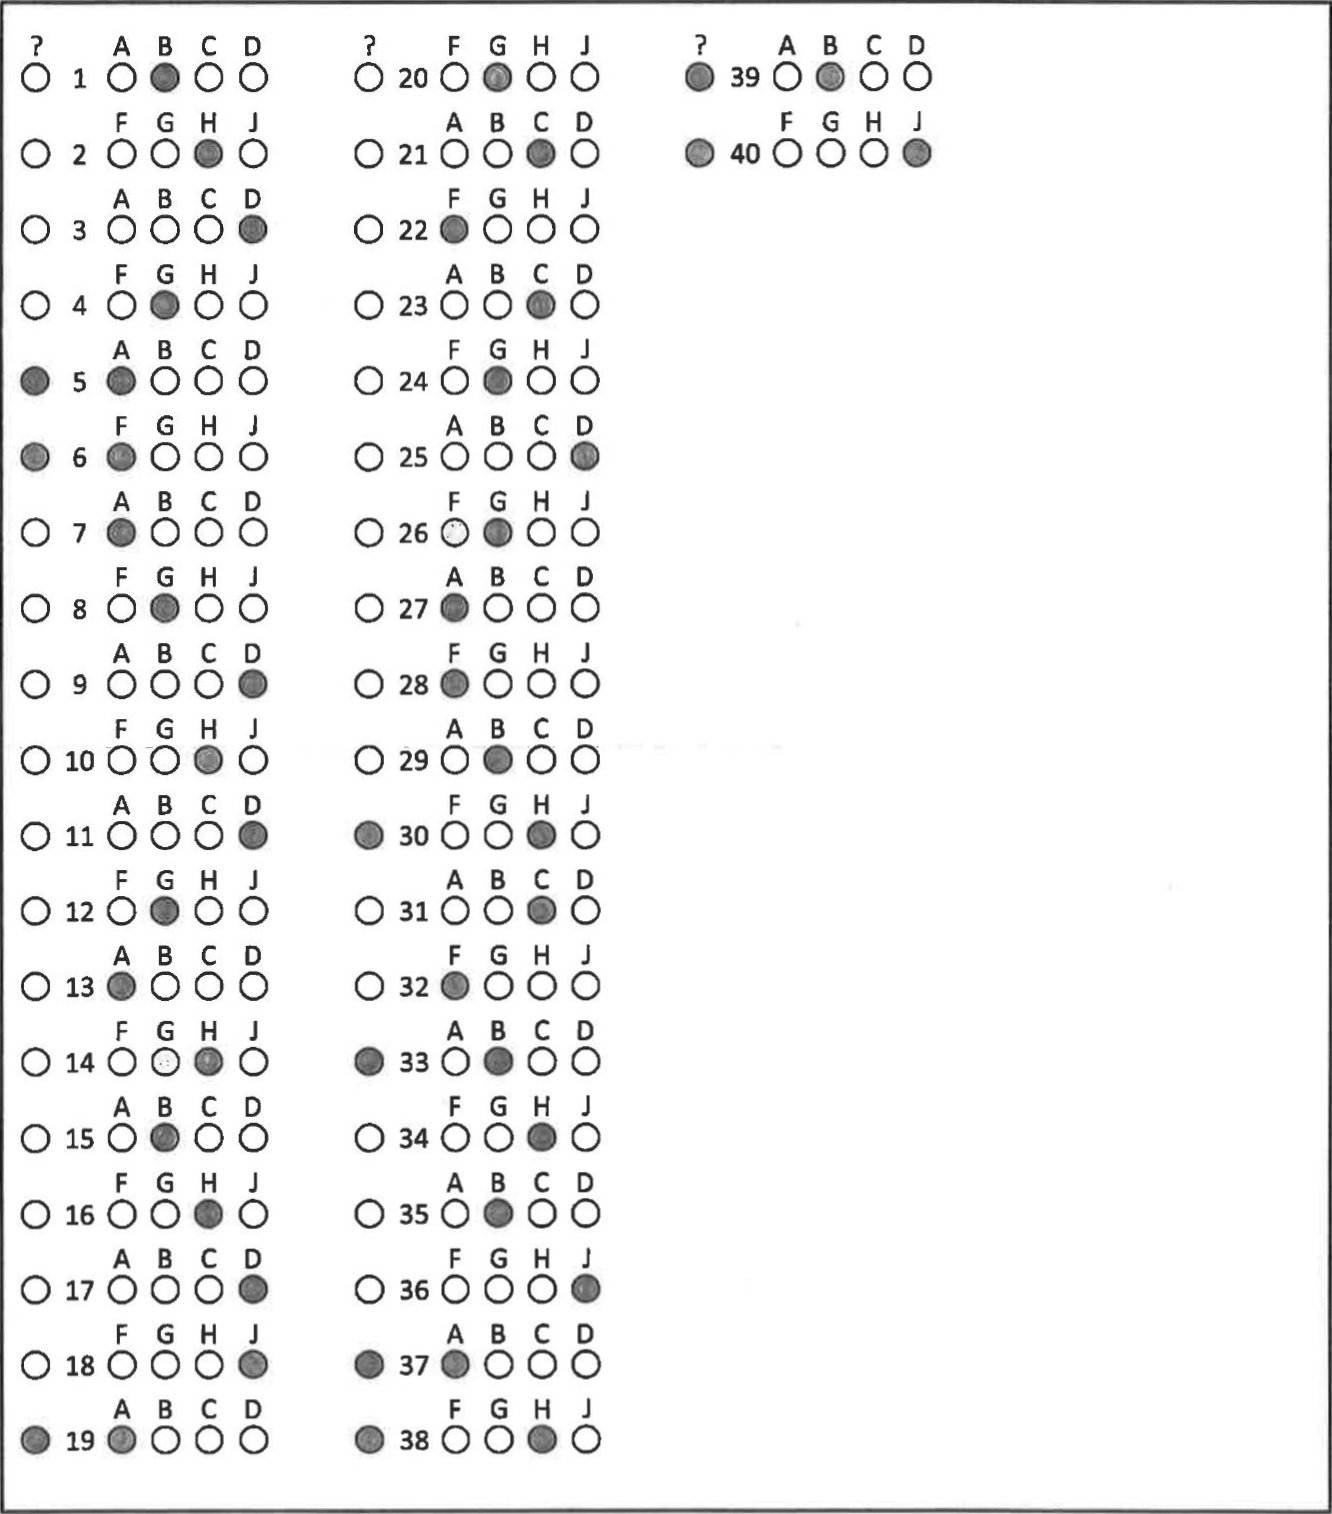 ? A B C D
1
F G H J
2
A B C D
3
F G H J
4
A B C D
5
F G H J
6
A B C D
7
F G H J
8
A B C D
9
F G H J
10
A B C D
11
F G H J
12
A B C D
13
F G H J
14
A B C D
15
F G H J
16
A B C D
17
F G H J
18
A B C D
19
? F G H J
20
A B C D
21
F G H J
22
A B C D
23
F G H J
24
A B C D
25
F G H J
26
A B C D
27
F G H J
28
A B C D
29
F G H J
30
A B C D
31
F G H J
32
A B C D
33
F G H J
34
A B C D
35
F G H J
36
A B C D
37
F G H J
38
? A B C D
39
F G H J
40